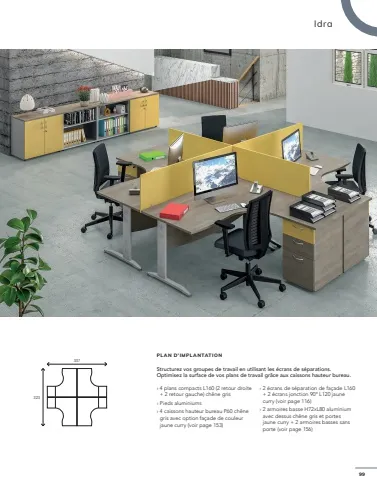 Idra
PLAN D'IMPLANTATION
Structurez vos groupes de travail en utilisant les écrans de séparations.
Optimisez la surface de vos plans de travail grâce aux caissons hauteur bureau.
› 4 plans compacts L160 (2 retour droite
+ 2 retour gauche) chêne gris
› Pieds aluminiums
› 4 caissons hauteur bureau P60 chêne
gris avec option façade de couleur
jaune curry (voir page 153)
› 2 écrans de séparation de façade L160
+ 2 écrans jonction 90° L120 jaune
curry (voir page 116)
› 2 armoires basse H72xL80 aluminium
avec dessus chêne gris et portes
jaune curry + 2 armoires basses sans
porte (voir page 156)
99